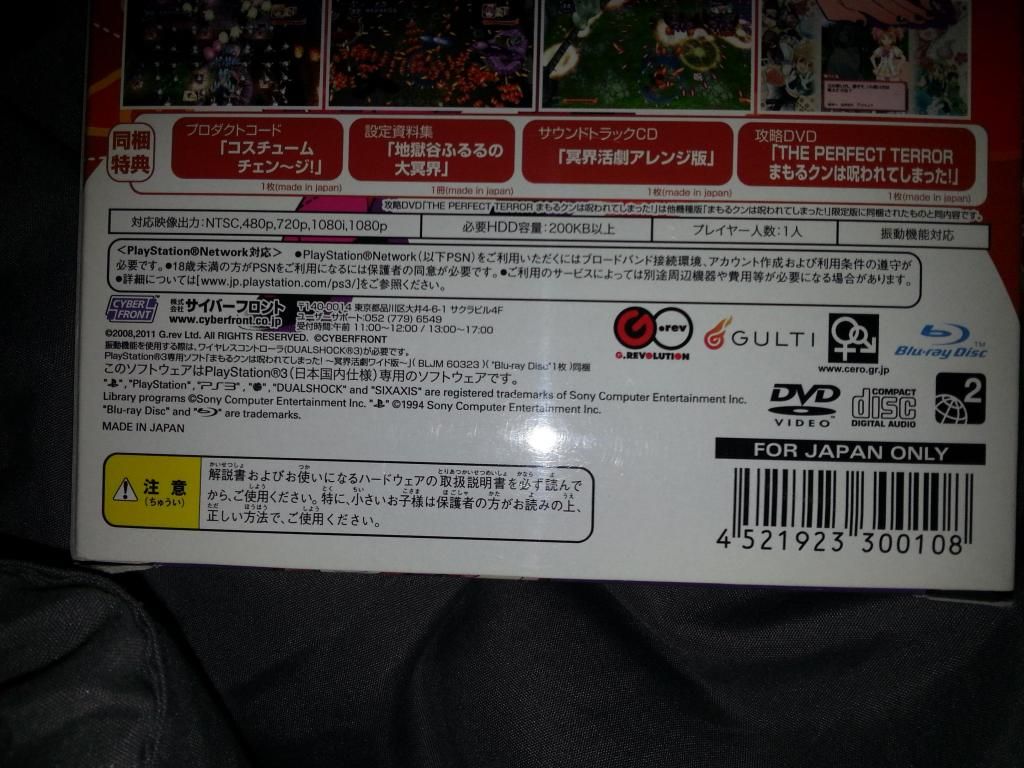 同梱特典
プロダクトコード
「コスチュームチェン〜ジ!」
1枚(made in japan)
設定資料集
「地獄谷ふるるの大冥界」
1冊(made in japan)
サウンドトラックCD
「冥界活劇アレンジ版」
1枚(made in japan)
攻略DVD
「THE PERFECT TERROR
まもるクンは呪われてしまった!」
1枚(made in japan)
攻略DVD「THE PERFECT TERROR まもるクンは呪われてしまった!」は他機種版「まもるクンは呪われてしまった!」限定版に同梱されたものと同内容です。
対応映像出力:NTSC,480p,720p,1080i,1080p
必要HDD容量:200KB以上
プレイヤー人数:1人
振動機能対応
<PlayStation®Network対応> ●PlayStation®Network(以下PSN)をご利用いただくにはブロードバンド接続環境、アカウント作成および利用条件の遵守が
必要です。●18歳未満の方がPSNをご利用になるには保護者の同意が必要です。●ご利用のサービスによっては別途周辺機器や費用等が必要になる場合があります。
●詳細については[www.jp.playstation.com/ps3/]をご参照ください。
CYBER FRONT
株式会社サイバーフロント
www.cyberfront.co.jp
〒140-0014 東京都品川区大井4-6-1 サクラビル4F
ユーザーサポート:052 (779) 6549
受付時間:午前 11:00〜12:00 / 13:00〜17:00
©2008,2011 G.rev Ltd. All RIGHTS RESERVED. ©CYBERFRONT
振動機能を使用する際は、ワイヤレスコントローラ(DUALSHOCK®3)が必要です。
PlayStation®3専用ソフト「まもるクンは呪われてしまった! 〜冥界活劇ワイド版〜」( BLJM 60323 )( "Blu-ray Disc"1枚 )同梱
このソフトウェアはPlayStation®3(日本国内仕様)専用のソフトウェアです。
"PlayStation", "PS3", "DUALSHOCK" and "SIXAXIS" are registered trademarks of Sony Computer Entertainment Inc.
Library programs ©Sony Computer Entertainment Inc. ©1994 Sony Computer Entertainment Inc.
"Blu-ray Disc" and are trademarks.
MADE IN JAPAN
G.rev
G.REVOLUTION
GULTI
www.cero.gr.jp
Blu-ray Disc™
DVD VIDEO
COMPACT disc DIGITAL AUDIO
2
FOR JAPAN ONLY
4 521923 300108
注意
(ちゅうい)
解説書およびお使いになるハードウェアの取扱説明書を必ず読んで
から、ご使用ください。特に、小さいお子様は保護者の方がお読みの上、
正しい方法で、ご使用ください。